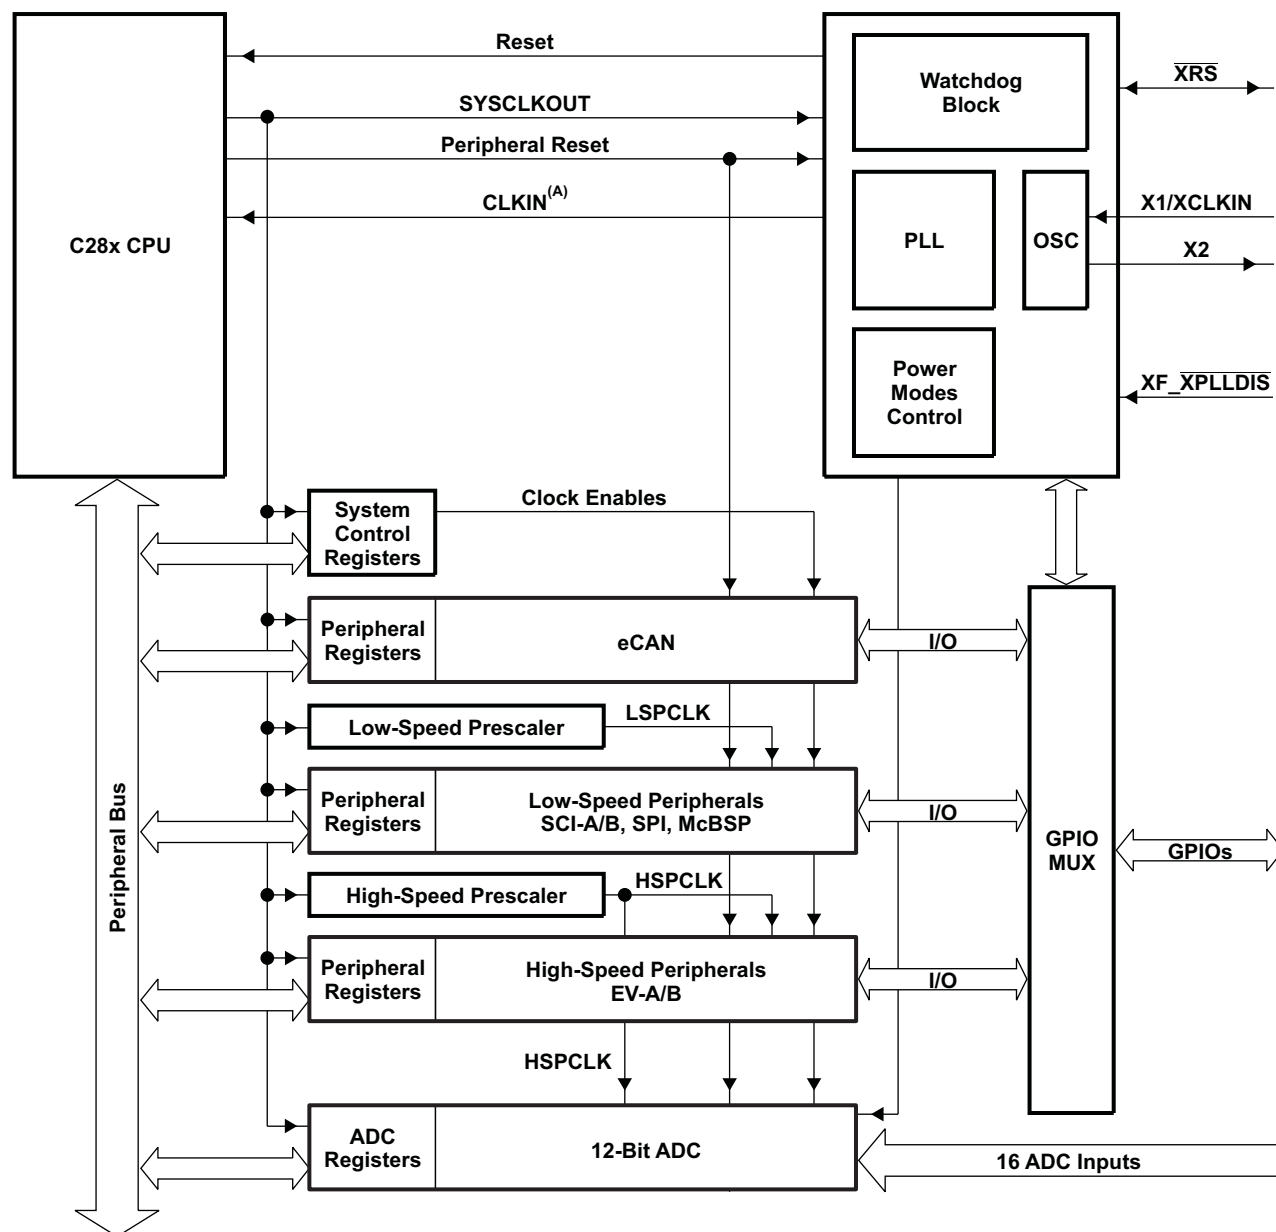 Reset
Watchdog
Block
XRS
SYSCLKOUT
Peripheral Reset
CLKIN(A)
X1/XCLKIN
C28x CPU
PLL
OSC
X2
Power
Modes
Control
XF_XPLLDIS
System
Control
Registers
Clock Enables
Peripheral
Registers
eCAN
I/O
Low-Speed Prescaler
LSPCLK
Peripheral
Registers
Low-Speed Peripherals
SCI-A/B, SPI, McBSP
I/O
GPIO
MUX
GPIOs
Peripheral Bus
High-Speed Prescaler
HSPCLK
Peripheral
Registers
High-Speed Peripherals
EV-A/B
I/O
HSPCLK
ADC
Registers
12-Bit ADC
16 ADC Inputs